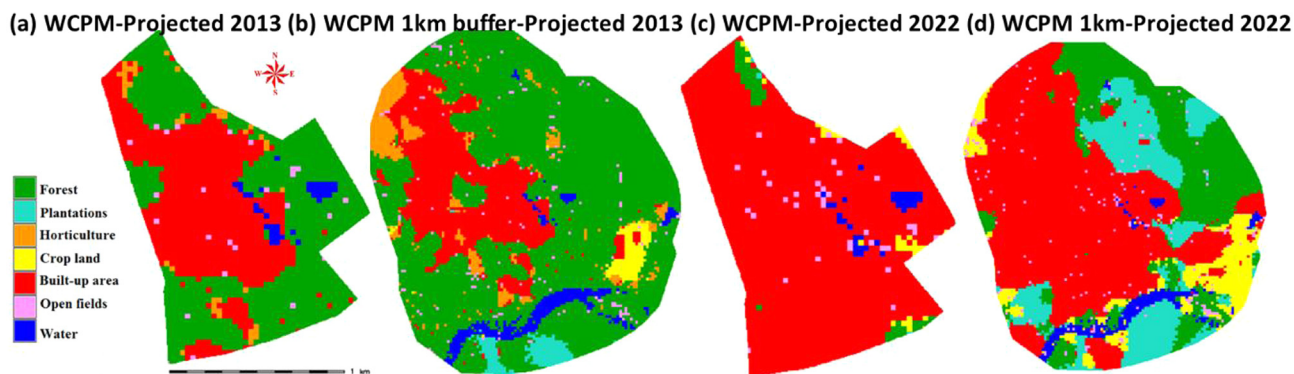 (a) WCPM-Projected 2013 (b) WCPM 1km buffer-Projected 2013 (c) WCPM-Projected 2022 (d) WCPM 1km-Projected 2022
N
W E
S
Forest
Plantations
Horticulture
Crop land
Built-up area
Open fields
Water
1 km